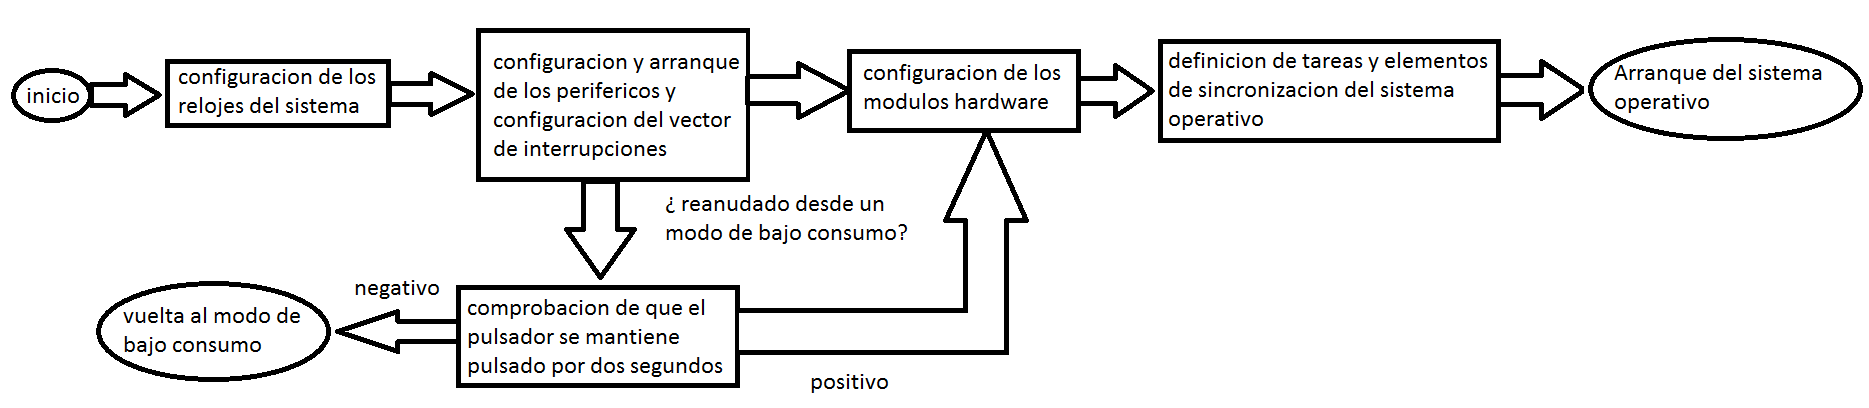 inicio
configuracion de los
relojes del sistema
configuracion y arranque
de los perifericos y
configuracion del vector
de interrupciones
configuracion de los
modulos hardware
definicion de tareas y elementos
de sincronizacion del sistema
operativo
Arranque del sistema
operativo
¿ reanudado desde un
modo de bajo consumo?
negativo
vuelta al modo de
bajo consumo
comprobacion de que el
pulsador se mantiene
pulsado por dos segundos
positivo